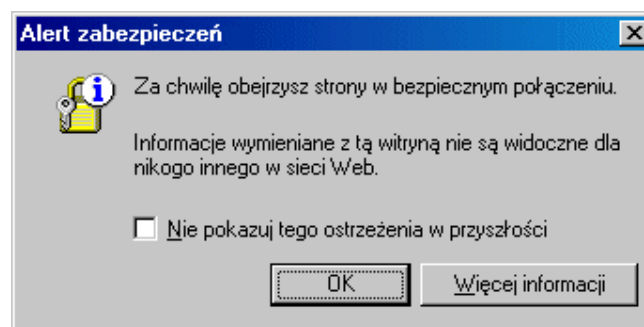 Alert zabezpieczeń
Za chwilę obejrzysz strony w bezpiecznym połączeniu.
Informacje wymieniane z tą witryną nie są widoczne dla
nikogo innego w sieci Web.
Nie pokazuj tego ostrzeżenia w przyszłości
OK
Więcej informacji